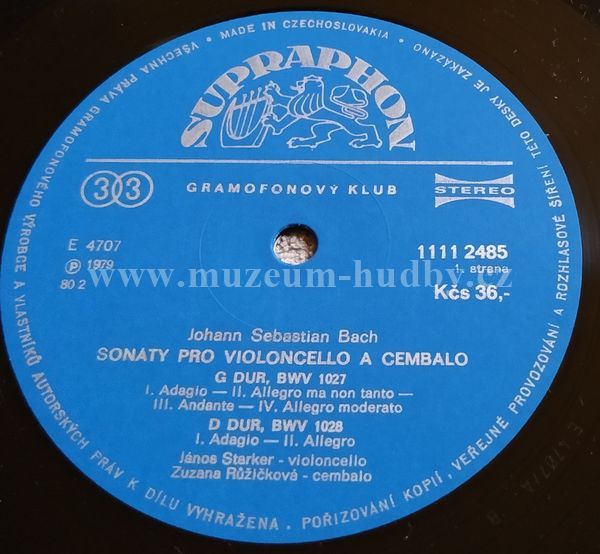 VŠECHNA PRÁVA GRAMOFONOVÉHO VÝROBCE A VLASTNÍKŮ AUTORSKÝCH PRÁV K DÍLU VYHRAŽENA. POŘIZOVÁNÍ KOPIÍ, VEŘEJNÉ PROVOZOVÁNÍ A ROZHLASOVÉ ŠÍŘENÍ TÉTO DESKY JE ZAKÁZÁNO • MADE IN CZECHOSLOVAKIA •
SUPRAPHON
33 GRAMOFONOVÝ KLUB STEREO
E 4707 1111 2485
Ⓟ 1979 1. strana
80 2 Kčs 36,-
www.muzeum-hudby.cz
Johann Sebastian Bach
SONATY PRO VIOLONCELLO A CEMBALO
G DUR, BWV 1027
I. Adagio — II. Allegro ma non tanto —
III. Andante — IV. Allegro moderato
D DUR, BWV 1028
I. Adagio — II. Allegro
János Starker - violoncello
Zuzana Růžičková - cembalo